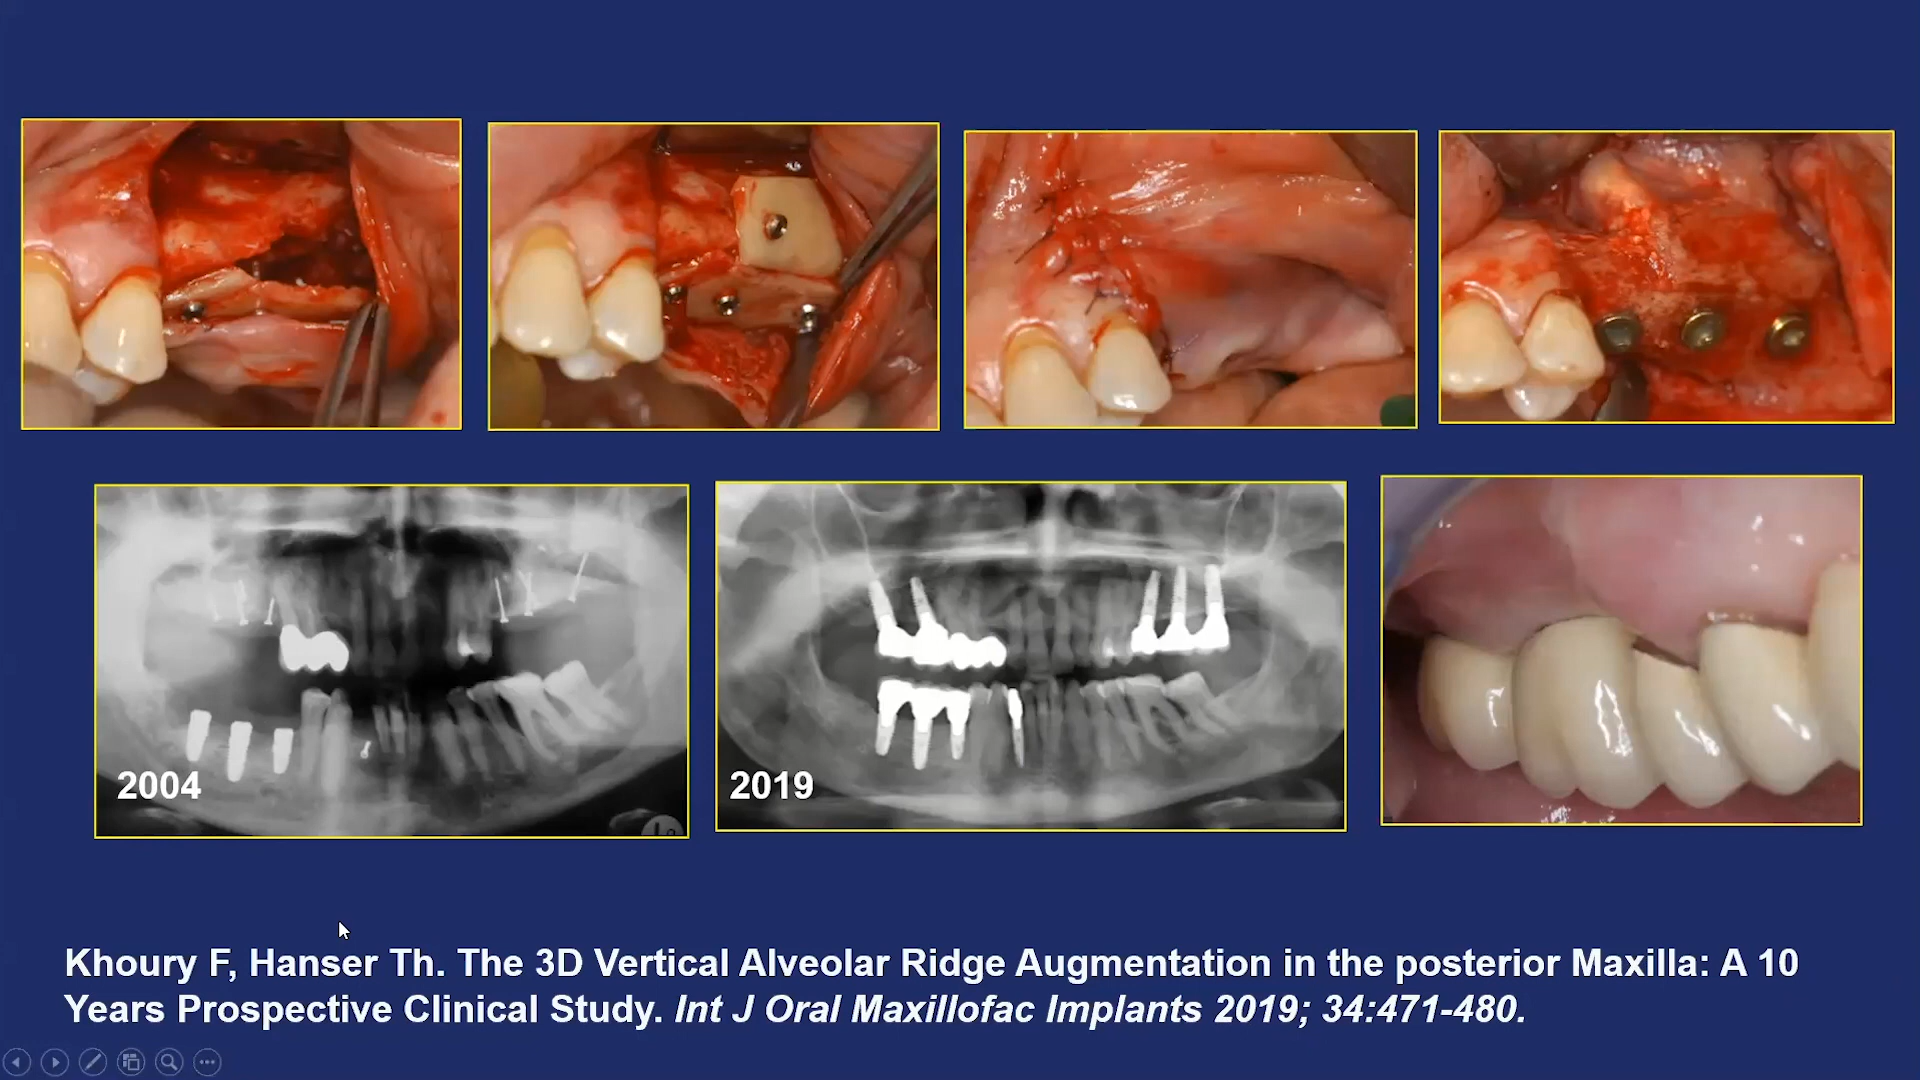 2004
2019
Khoury F, Hanser Th. The 3D Vertical Alveolar Ridge Augmentation in the posterior Maxilla: A 10
Years Prospective Clinical Study. Int J Oral Maxillofac Implants 2019; 34:471-480.